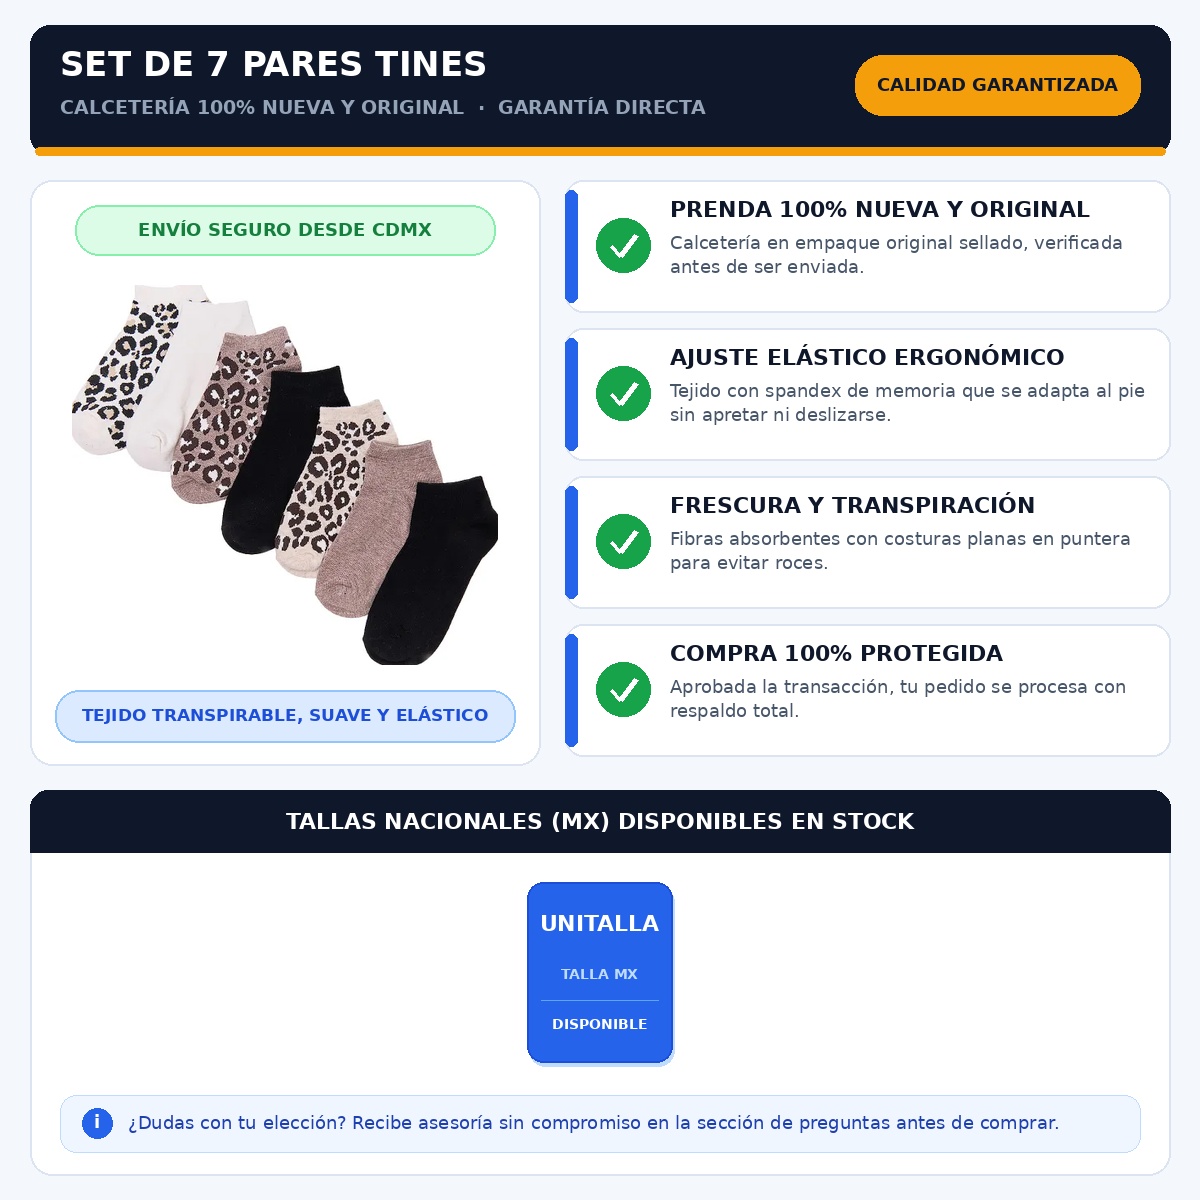 SET DE 7 PARES TINES
CALCETERÍA 100% NUEVA Y ORIGINAL · GARANTÍA DIRECTA
CALIDAD GARANTIZADA
ENVÍO SEGURO DESDE CDMX
TEJIDO TRANSPIRABLE, SUAVE Y ELÁSTICO
PRENDA 100% NUEVA Y ORIGINAL
Calcetería en empaque original sellado, verificada
antes de ser enviada.
AJUSTE ELÁSTICO ERGONÓMICO
Tejido con spandex de memoria que se adapta al pie
sin apretar ni deslizarse.
FRESCURA Y TRANSPIRACIÓN
Fibras absorbentes con costuras planas en puntera
para evitar roces.
COMPRA 100% PROTEGIDA
Aprobada la transacción, tu pedido se procesa con
respaldo total.
TALLAS NACIONALES (MX) DISPONIBLES EN STOCK
UNITALLA
TALLA MX
DISPONIBLE
i ¿Dudas con tu elección? Recibe asesoría sin compromiso en la sección de preguntas antes de comprar.